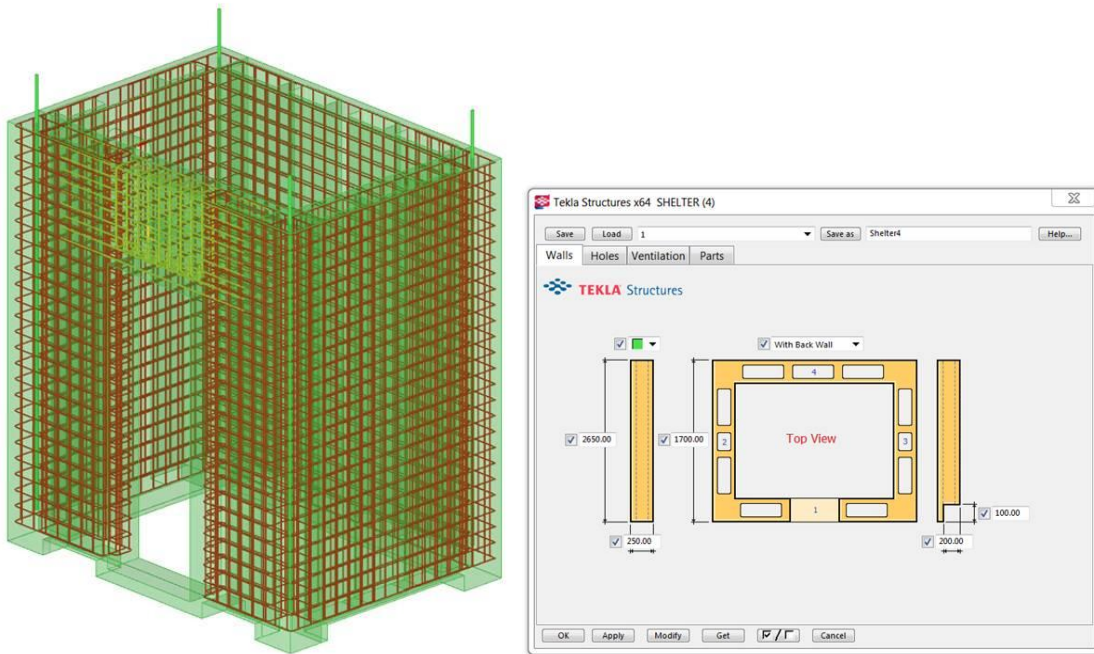 Tekla Structures x64 SHELTER (4)
Save Load 1 Save as Shelter4 Help...
Walls Holes Ventilation Parts
TEKLA Structures
With Back Wall
4
2650.00 1700.00 2 Top View 3
1 100.00
250.00 200.00
OK Apply Modify Get / Cancel